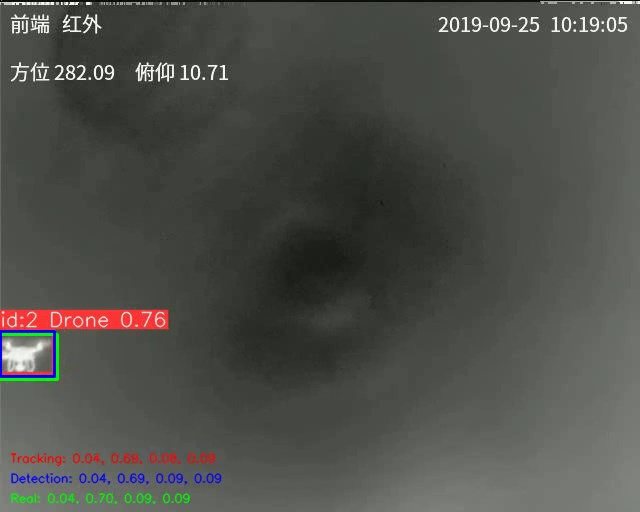 前端 红外 2019-09-25 10:19:05
方位 282.09 俯仰 10.71
id:2 Drone 0.76
Tracking: 0.04, 0.68, 0.08, 0.09
Detection: 0.04, 0.69, 0.09, 0.09
Real: 0.04, 0.70, 0.09, 0.09